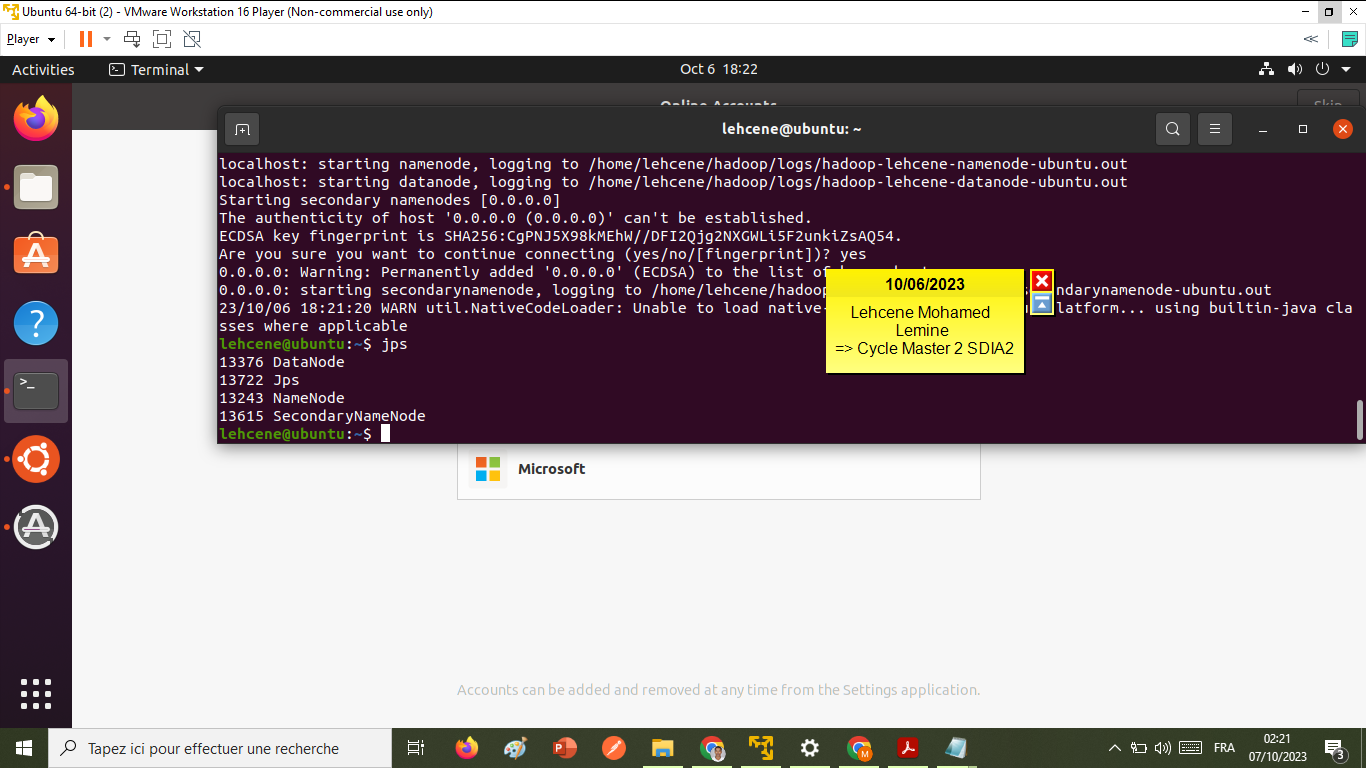 Ubuntu 64-bit (2) - VMware Workstation 16 Player (Non-commercial use only)
Player
Activities
Terminal
Oct 6 18:22
Online Accounts
Skip
lehcene@ubuntu: ~
localhost: starting namenode, logging to /home/lehcene/hadoop/logs/hadoop-lehcene-namenode-ubuntu.out
localhost: starting datanode, logging to /home/lehcene/hadoop/logs/hadoop-lehcene-datanode-ubuntu.out
Starting secondary namenodes [0.0.0.0]
The authenticity of host '0.0.0.0 (0.0.0.0)' can't be established.
ECDSA key fingerprint is SHA256:CgPNJ5X98kMEhW//DFI2Qjg2NXGWLi5F2unkiZsAQ54.
Are you sure you want to continue connecting (yes/no/[fingerprint])? yes
0.0.0.0: Warning: Permanently added '0.0.0.0' (ECDSA) to the list of
0.0.0.0: starting secondarynamenode, logging to /home/lehcene/hadoop ndarynamenode-ubuntu.out
23/10/06 18:21:20 WARN util.NativeCodeLoader: Unable to load native- latform... using builtin-java cla
sses where applicable
lehcene@ubuntu:~$ jps
13376 DataNode
13722 Jps
13243 NameNode
13615 SecondaryNameNode
lehcene@ubuntu:~$
10/06/2023
Lehcene Mohamed
Lemine
=> Cycle Master 2 SDIA2
Microsoft
Accounts can be added and removed at any time from the Settings application.
Tapez ici pour effectuer une recherche
FRA
02:21
07/10/2023
3